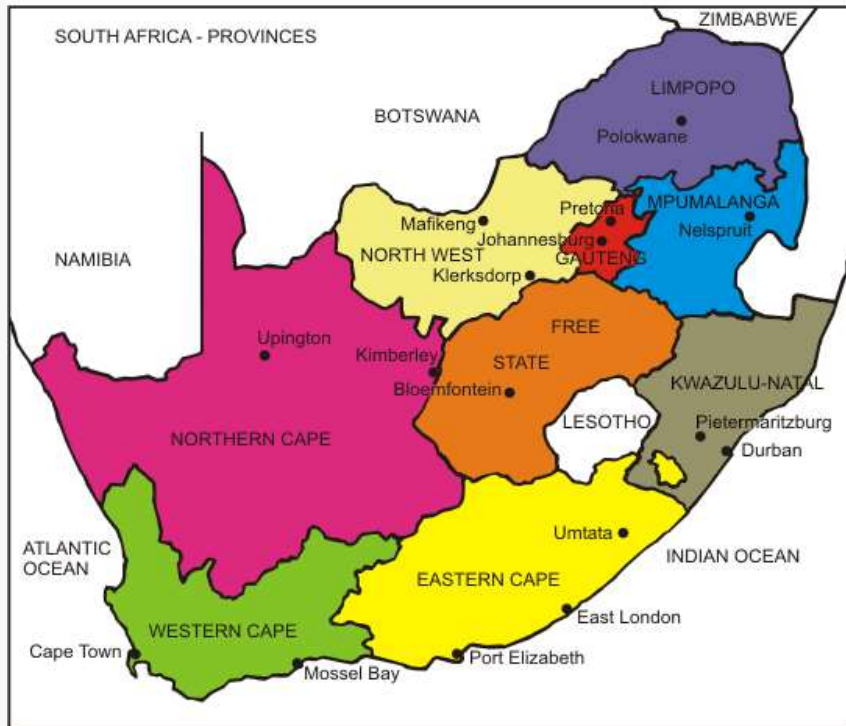 ZIMBABWE
SOUTH AFRICA - PROVINCES
LIMPOPO
BOTSWANA
Polokwane
MPUMALANGA
Pretoria
Mafikeng
Nelspruit
Johannesburg
NORTH WEST
GAUTENG
NAMIBIA
Klerksdorp
FREE
Upington
Kimberley
STATE
KWAZULU-NATAL
Bloemfontein
LESOTHO
Pietermaritzburg
NORTHERN CAPE
Durban
Umtata
ATLANTIC
OCEAN
INDIAN OCEAN
EASTERN CAPE
East London
WESTERN CAPE
Cape Town
Port Elizabeth
Mossel Bay